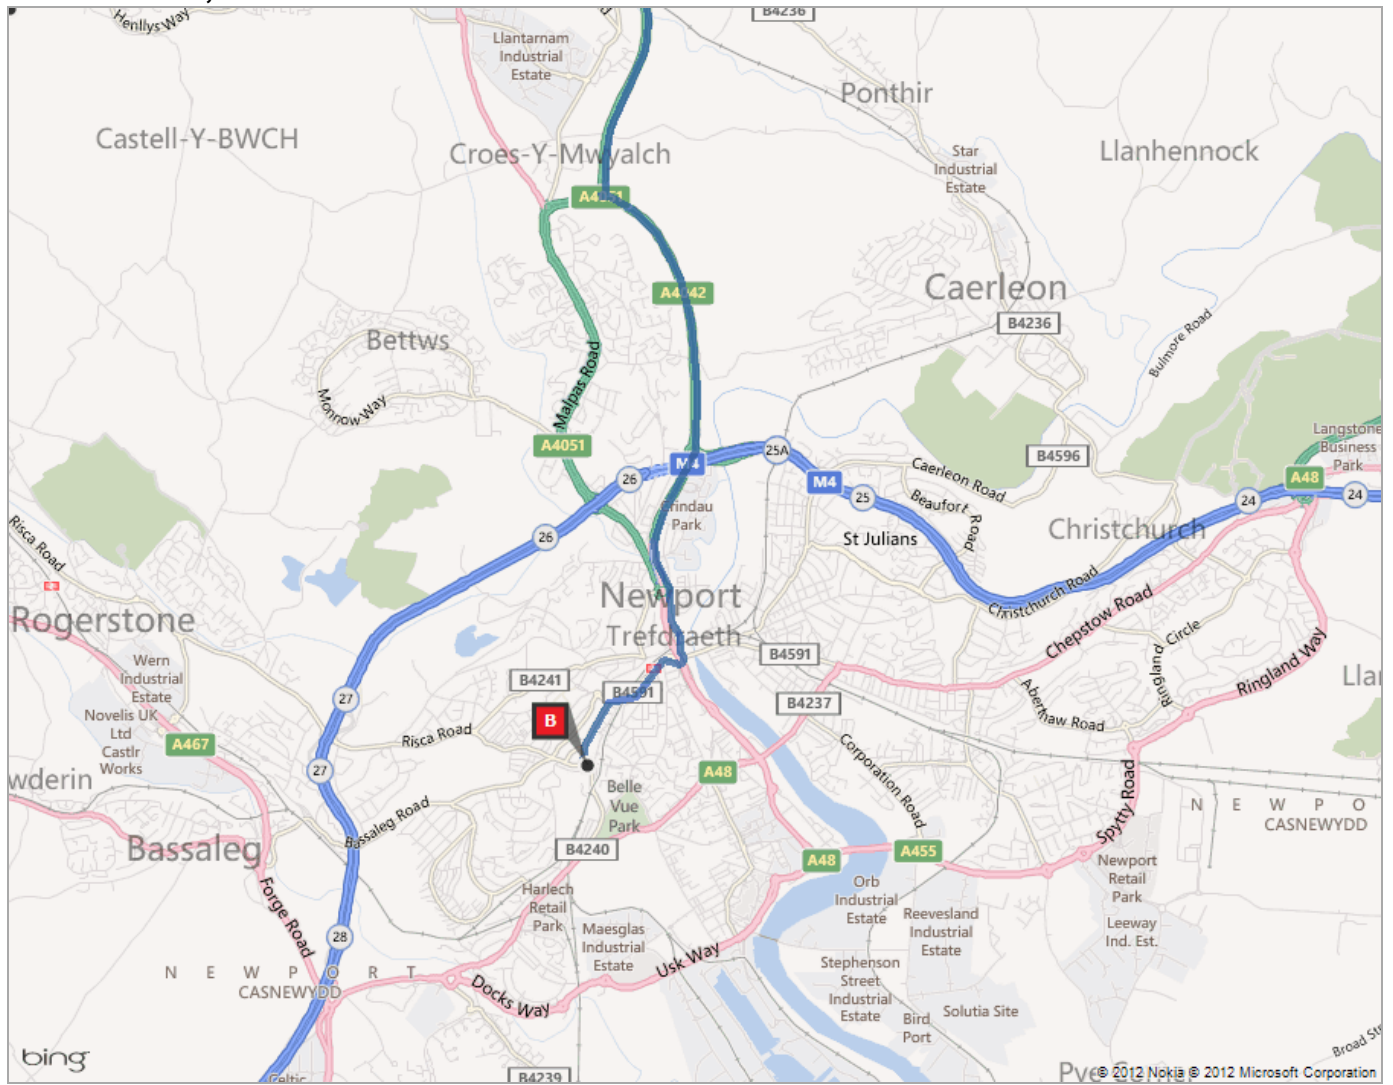 Henllys Way
B4236
Llantarnam
Industrial
Estate
Ponthir
Castell-Y-BWCH
Croes-Y-Mwyalch
Star
Industrial
Estate
Llanhennock
Caerleon
B4236
Bulmore Road
Bettws
Monnow Way
Malpas Road
A4051
M4
25A
26
M4
25
Caerleon Road
Beaufort Road
B4596
Langstone
Business
Park
A48
24
24
Christchurch
Crindau
Park
26
St Julians
Christchurch Road
Chepstow Road
Risca Road
Rogerstone
Newport
Trefdraeth
B4591
Ringland Circle
Ringland Way
Wern
Industrial
Estate
Novelis UK
Ltd
Castlr
Works
27
B4241
B4591
B
B4237
Aberthaw Road
A467
Risca Road
27
A48
Corporation Road
Belle
Vue
Park
Spytty Road
NEWPO
CASNEWYDD
Bassaleg Road
Bassaleg
B4240
A48
A455
Forge Road
Harlech
Retail
Park
Orb
Industrial
Estate
Newport
Retail
Park
28
Maesglas
Industrial
Estate
Reevesland
Industrial
Estate
Leeway
Ind. Est.
NEWPORT
CASNEWYDD
Usk Way
Docks Way
Stephenson
Street
Industrial
Estate
Bird
Port
Solutia Site
bing
B4239
© 2012 Nokia © 2012 Microsoft Corporation